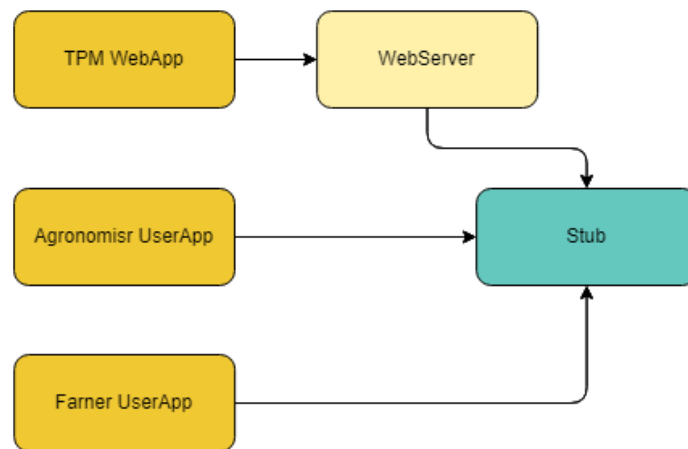 TPM WebApp
WebServer
Agronomisr UserApp
Stub
Farner UserApp